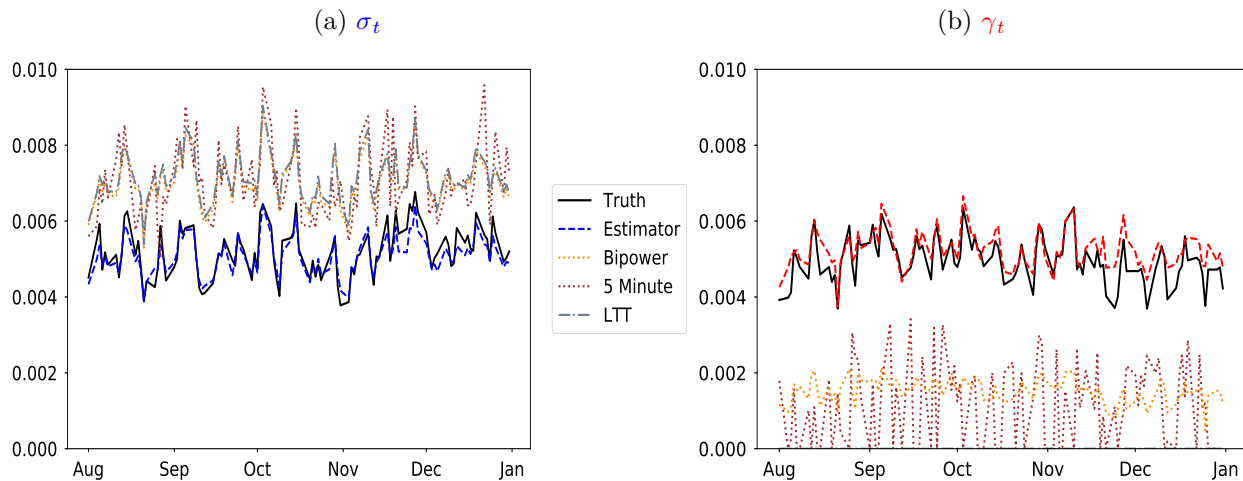 (a) σt
(b) γt
0.010
0.008
0.006
0.004
0.002
0.000
Aug Sep Oct Nov Dec Jan
Truth
Estimator
Bipower
5 Minute
LTT
0.010
0.008
0.006
0.004
0.002
0.000
Aug Sep Oct Nov Dec Jan